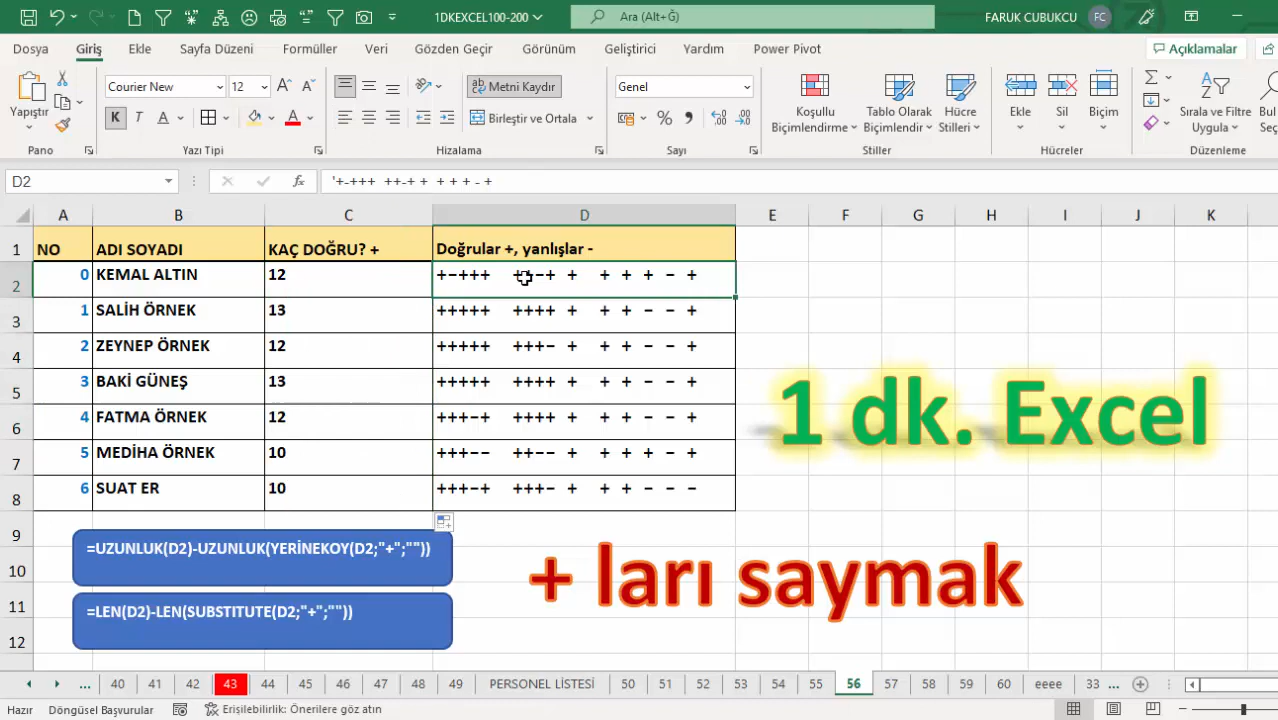 1DKEXCEL100-200
Ara (Alt+Ğ)
FARUK CUBUKCU FC
Dosya Giriş Ekle Sayfa Düzeni Formüller Veri Gözden Geçir Görünüm Geliştirici Yardım Power Pivot Açıklamalar
Yapıştır
Courier New 12
K T A A
Metni Kaydır
Birleştir ve Ortala
Genel
Koşullu Biçimlendirme
Tablo Olarak Biçimlendir
Hücre Stilleri
Ekle Sil Biçim
Sırala ve Filtre Uygula
Pano Yazı Tipi Hizalama Sayı Stiller Hücreler Düzenleme
D2 fx '+-+++ ++-+ + + + + - +
A B C D E F G H I J K
1 NO ADI SOYADI KAÇ DOĞRU? + Doğrular +, yanlışlar -
2 0 KEMAL ALTIN 12 +-+++ ++-+ + + + + - +
3 1 SALİH ÖRNEK 13 +++++ ++++ + + + - - +
4 2 ZEYNEP ÖRNEK 12 +++++ +++- + + + - - +
5 3 BAKİ GÜNEŞ 13 +++++ ++++ + + + - - +
6 4 FATMA ÖRNEK 12 +++-+ ++++ + + + - - +
7 5 MEDİHA ÖRNEK 10 +++-- ++-- + + + + - +
8 6 SUAT ER 10 +++-+ +++- + + + - - -
9
10
11
12
=UZUNLUK(D2)-UZUNLUK(YERİNEKOY(D2;"+";""))
=LEN(D2)-LEN(SUBSTITUTE(D2;"+";""))
1 dk. Excel
+ ları saymak
... 40 41 42 43 44 45 46 47 48 49 PERSONEL LİSTESİ 50 51 52 53 54 55 56 57 58 59 60 eeee 33 ...
Hazır Döngüsel Başvurular Erişilebilirlik: Önerilere göz atın